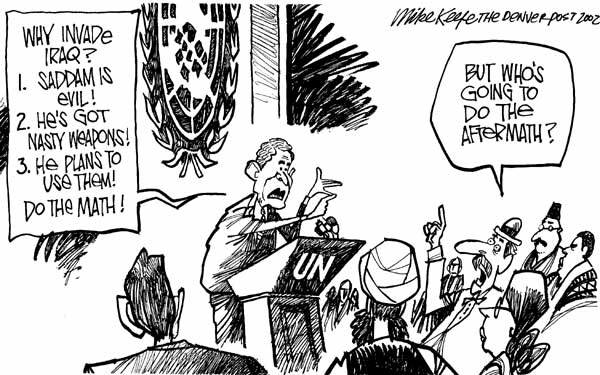 Mike Keefe THE DENVER POST 2002
WHY INVADE
IRAQ?
1. SADDAM IS
EVIL!
2. HE'S GOT
NASTY WEAPONS!
3. HE PLANS TO
USE THEM!
DO THE MATH!
BUT WHO'S
GOING TO
DO THE
AFTERMATH?
UN